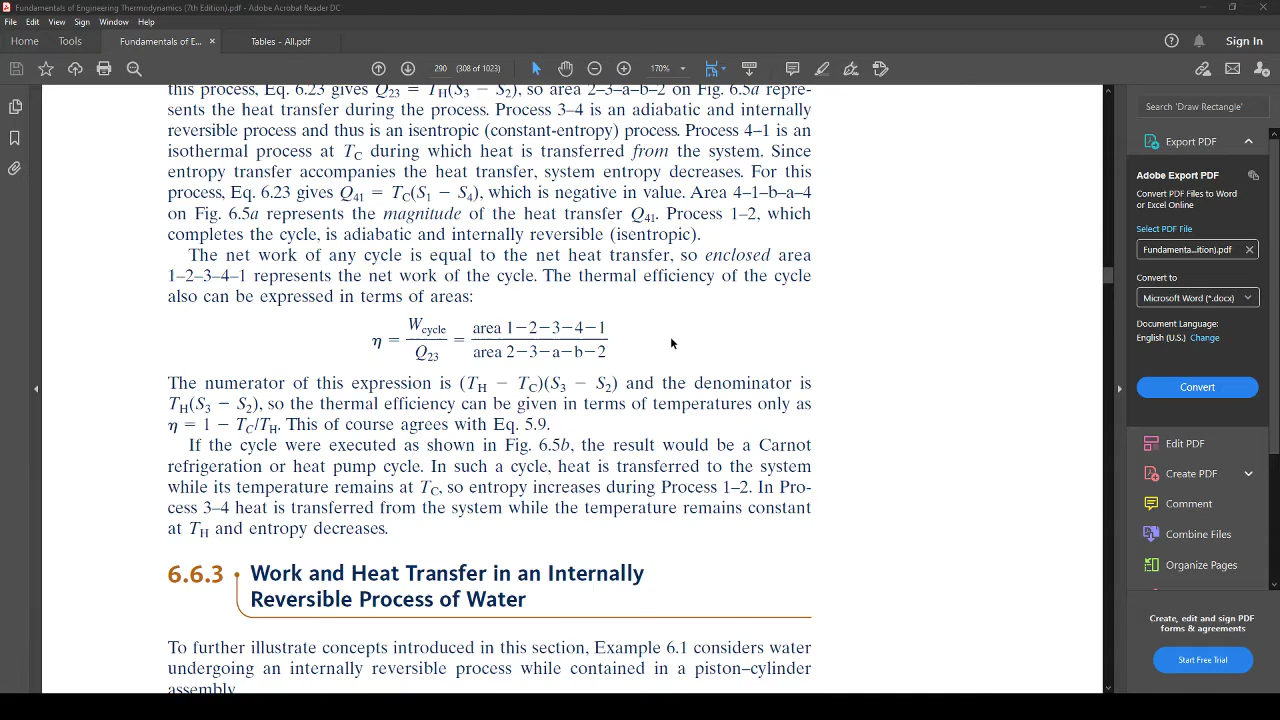 Fundamentals of Engineering Thermodynamics (7th Edition).pdf - Adobe Acrobat Reader DC
File Edit View Sign Window Help
Home Tools Fundamentals of E... × Tables - All.pdf Sign In
290 (308 of 1023) 170%
this process, Eq. 6.23 gives Q23 = TH(S3 − S2), so area 2–3–a–b–2 on Fig. 6.5a repre-
sents the heat transfer during the process. Process 3–4 is an adiabatic and internally
reversible process and thus is an isentropic (constant-entropy) process. Process 4–1 is an
isothermal process at TC during which heat is transferred from the system. Since
entropy transfer accompanies the heat transfer, system entropy decreases. For this
process, Eq. 6.23 gives Q41 = TC(S1 − S4), which is negative in value. Area 4–1–b–a–4
on Fig. 6.5a represents the magnitude of the heat transfer Q41. Process 1–2, which
completes the cycle, is adiabatic and internally reversible (isentropic).
The net work of any cycle is equal to the net heat transfer, so enclosed area
1–2–3–4–1 represents the net work of the cycle. The thermal efficiency of the cycle
also can be expressed in terms of areas:
η = Wcycle / Q23 = area 1−2−3−4−1 / area 2−3−a−b−2
The numerator of this expression is (TH − TC)(S3 − S2) and the denominator is
TH(S3 − S2), so the thermal efficiency can be given in terms of temperatures only as
η = 1 − TC/TH. This of course agrees with Eq. 5.9.
If the cycle were executed as shown in Fig. 6.5b, the result would be a Carnot
refrigeration or heat pump cycle. In such a cycle, heat is transferred to the system
while its temperature remains at TC, so entropy increases during Process 1–2. In Pro-
cess 3–4 heat is transferred from the system while the temperature remains constant
at TH and entropy decreases.
6.6.3 Work and Heat Transfer in an Internally
Reversible Process of Water
To further illustrate concepts introduced in this section, Example 6.1 considers water
undergoing an internally reversible process while contained in a piston–cylinder
assembly.
Search 'Draw Rectangle'
Export PDF
Adobe Export PDF
Convert PDF Files to Word
or Excel Online
Select PDF File
Fundamenta...ition).pdf
Convert to
Microsoft Word (*.docx)
Document Language:
English (U.S.) Change
Convert
Edit PDF
Create PDF
Comment
Combine Files
Organize Pages
Create, edit and sign PDF
forms & agreements
Start Free Trial